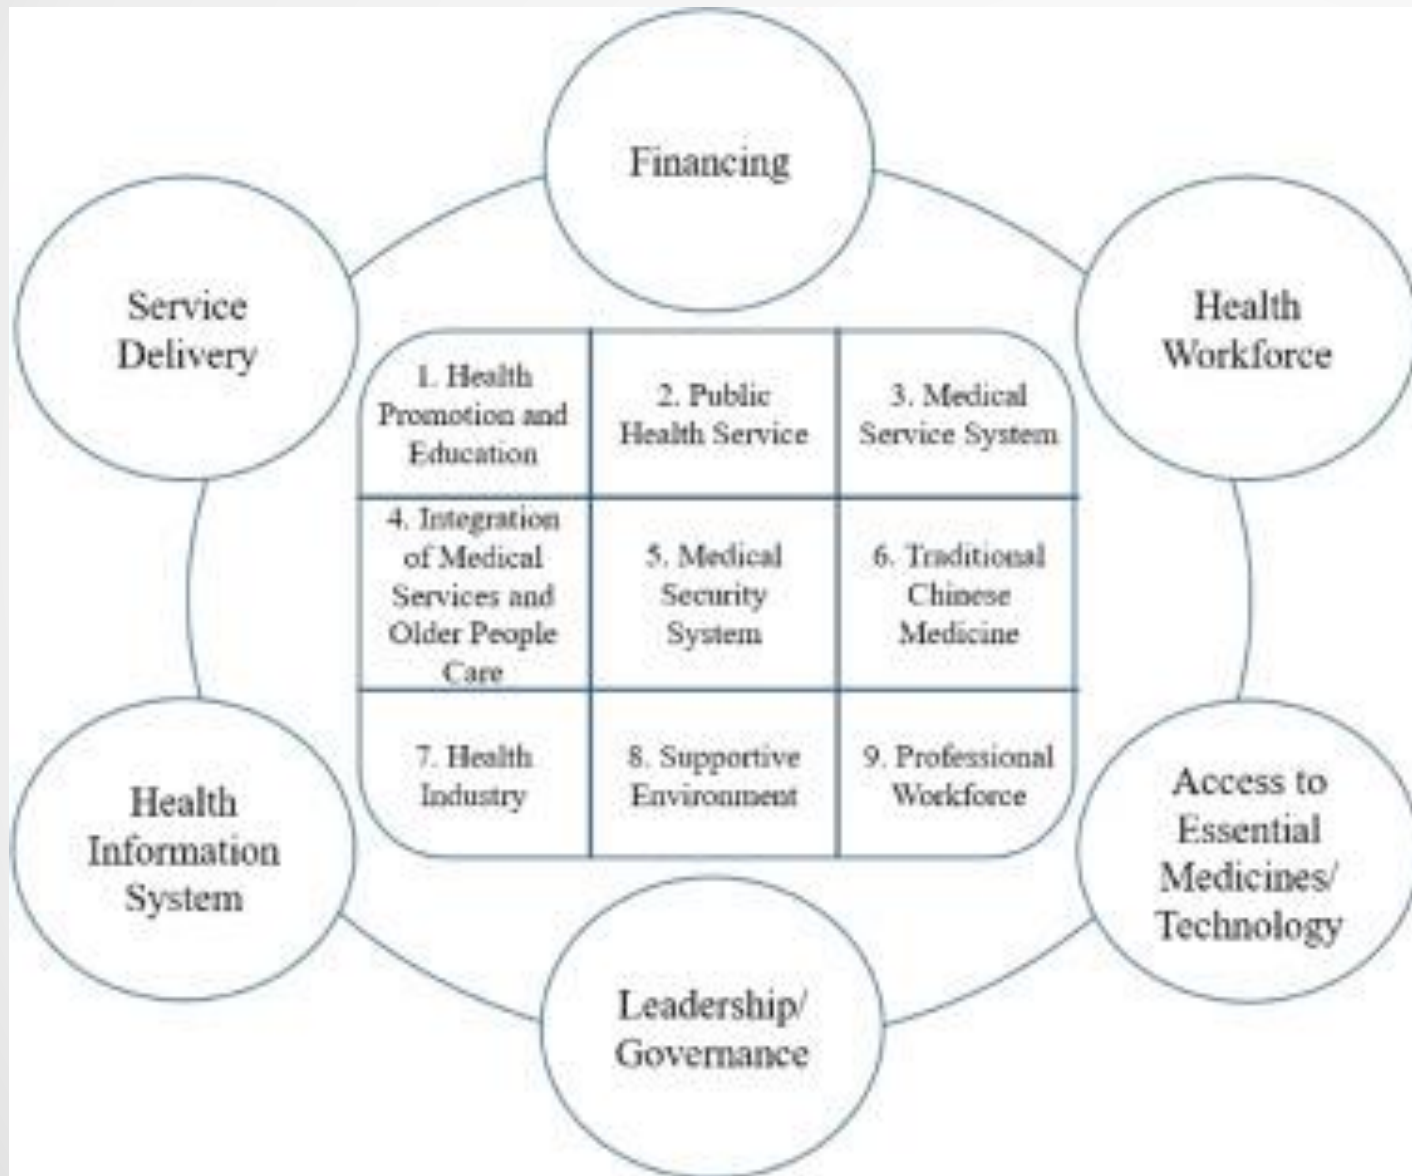 Financing
Service
Delivery
Health
Workforce
1. Health
Promotion and
Education
2. Public
Health Service
3. Medical
Service System
4. Integration
of Medical
Services and
Older People
Care
5. Medical
Security
System
6. Traditional
Chinese
Medicine
7. Health
Industry
8. Supportive
Environment
9. Professional
Workforce
Health
Information
System
Access to
Essential
Medicines/
Technology
Leadership/
Governance